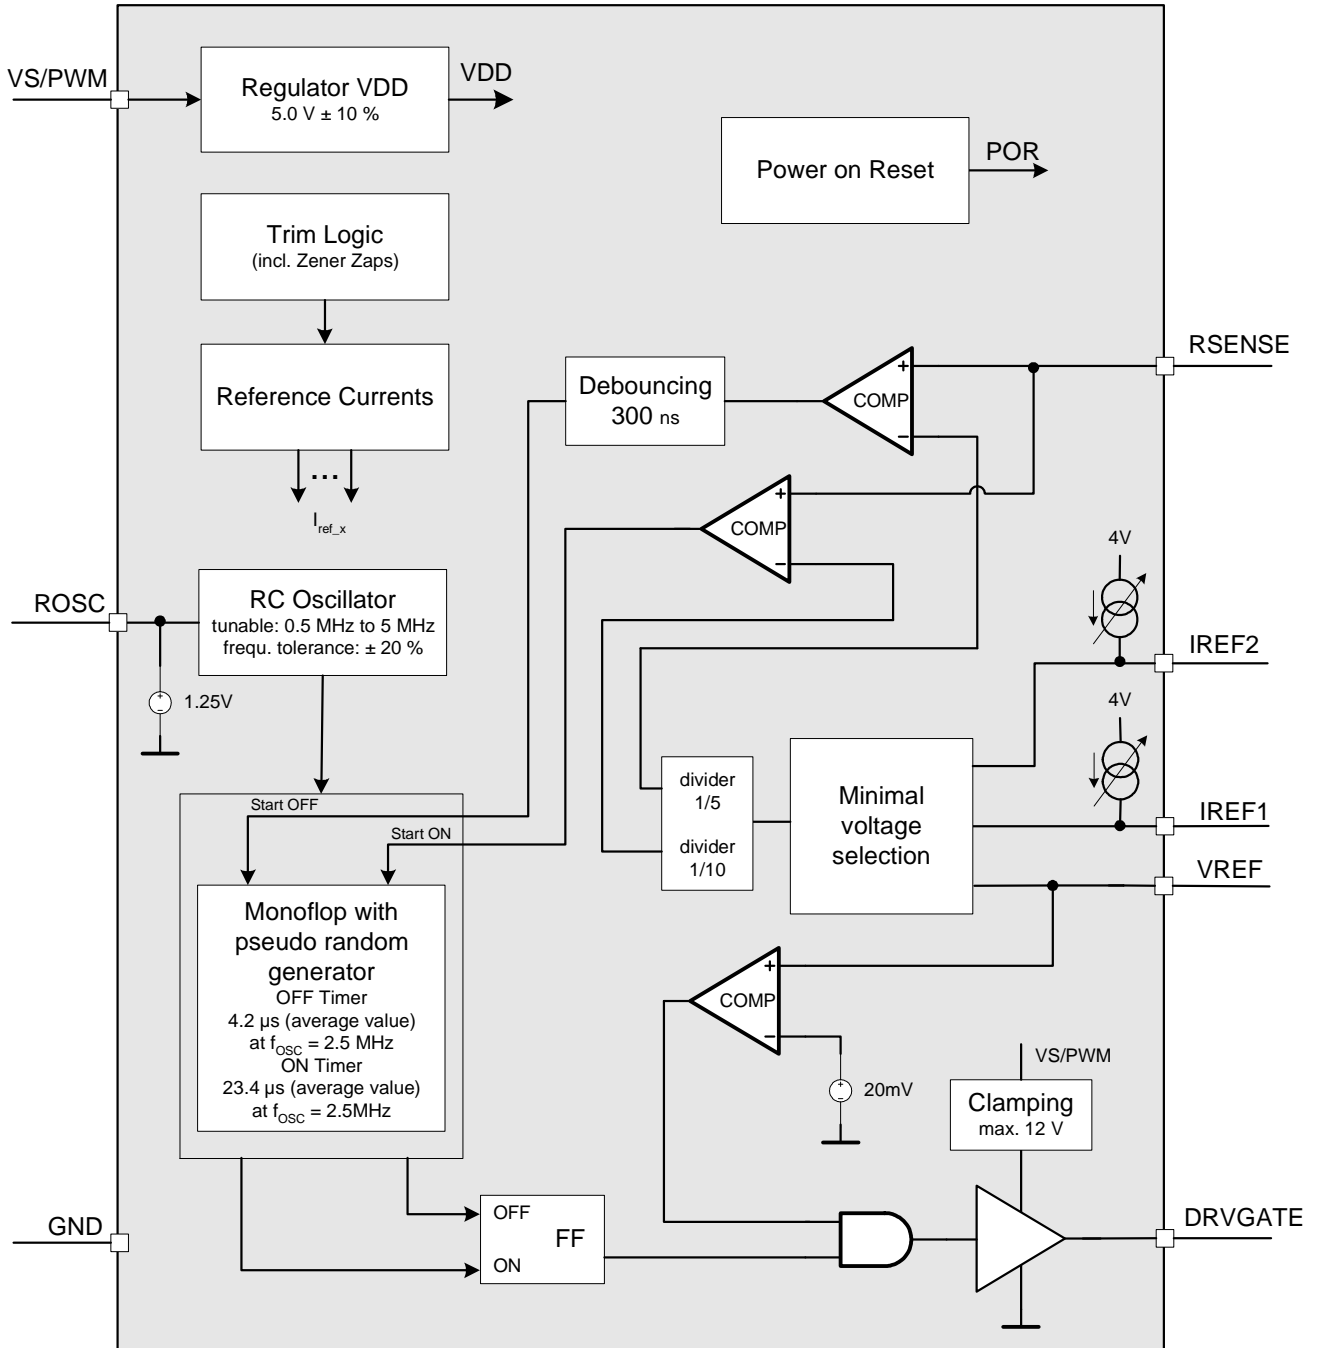 VS/PWM
Regulator VDD
5.0 V ± 10 %
VDD
Power on Reset
POR
Trim Logic
(incl. Zener Zaps)
Reference Currents
...
I_ref_x
Debouncing
300 ns
+
COMP
−
RSENSE
+
COMP
−
ROSC
RC Oscillator
tunable: 0.5 MHz to 5 MHz
frequ. tolerance: ± 20 %
+
−
1.25V
4V
IREF2
4V
IREF1
VREF
divider
1/5
divider
1/10
Minimal
voltage
selection
Start OFF
Start ON
Monoflop with
pseudo random
generator
OFF Timer
4.2 µs (average value)
at f_OSC = 2.5 MHz
ON Timer
23.4 µs (average value)
at f_OSC = 2.5MHz
+
COMP
−
+
−
20mV
VS/PWM
Clamping
max. 12 V
GND
OFF
FF
ON
DRVGATE